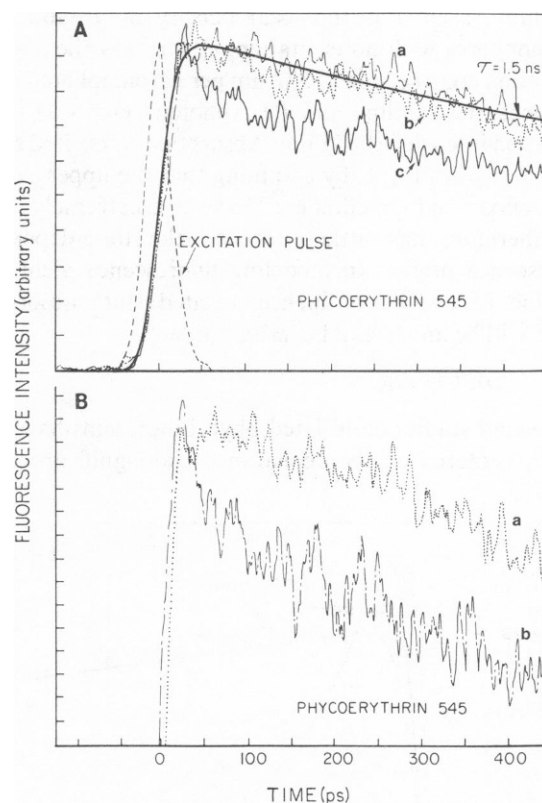 A
a
τ = 1.5 ns
b
c
EXCITATION PULSE
PHYCOERYTHRIN 545
FLUORESCENCE INTENSITY (arbitrary units)
B
a
b
PHYCOERYTHRIN 545
0 100 200 300 400
TIME (ps)